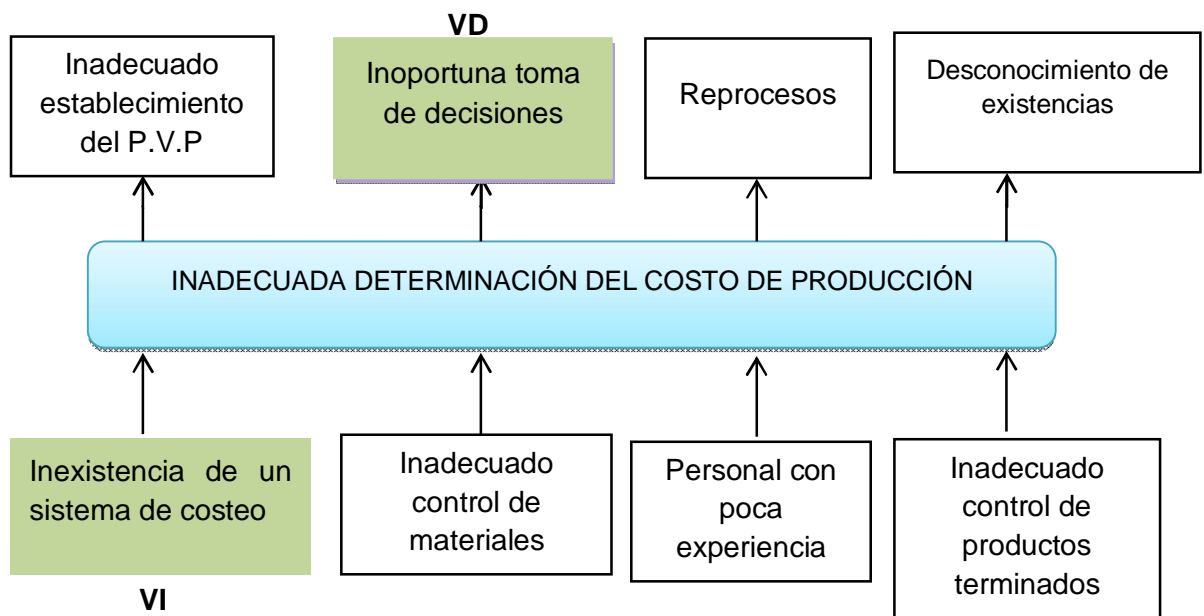 VD
Inadecuado
establecimiento
del P.V.P
Inoportuna toma
de decisiones
Reprocesos
Desconocimiento de
existencias
INADECUADA DETERMINACIÓN DEL COSTO DE PRODUCCIÓN
Inexistencia de un
sistema de costeo
Inadecuado
control de
materiales
Personal con
poca
experiencia
Inadecuado
control de
productos
terminados
VI